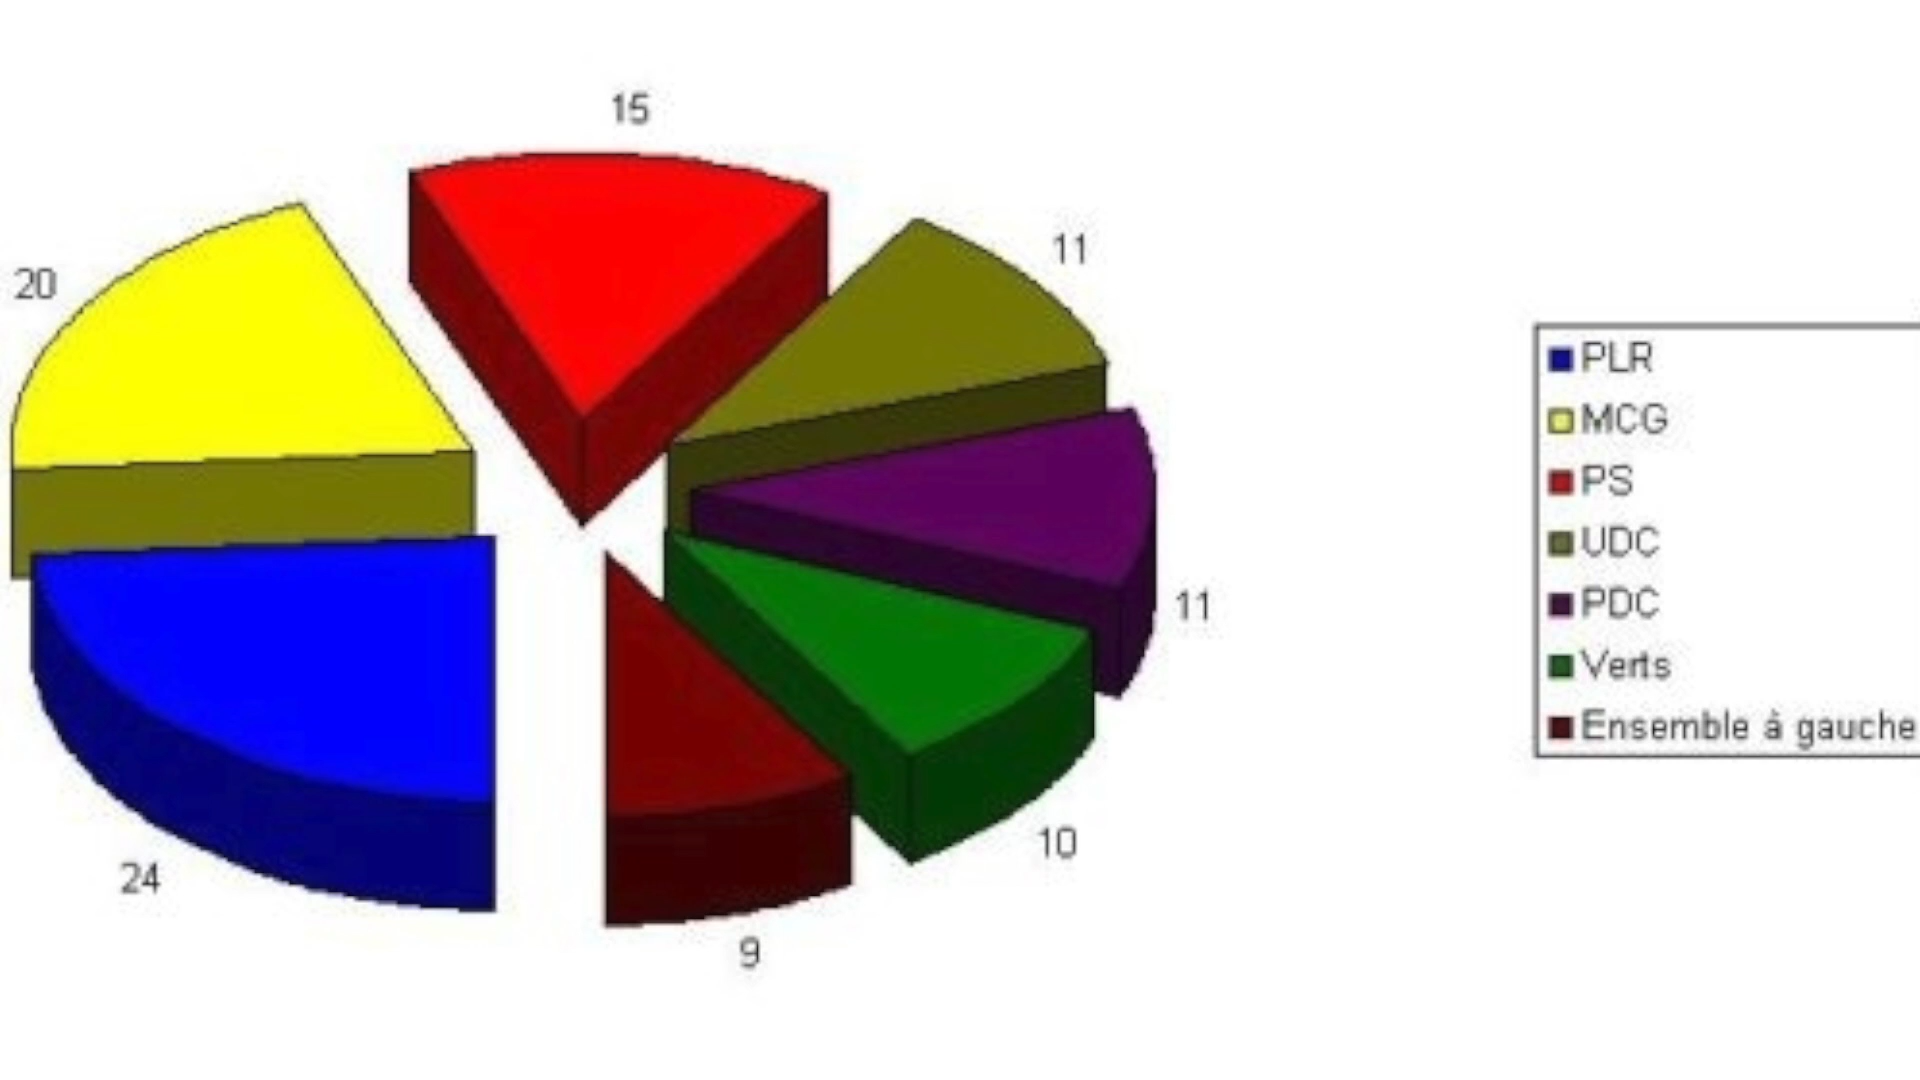 15
11
20
PLR
MCG
PS
UDC
PDC
11
Verts
Ensemble à gauche
10
24
9